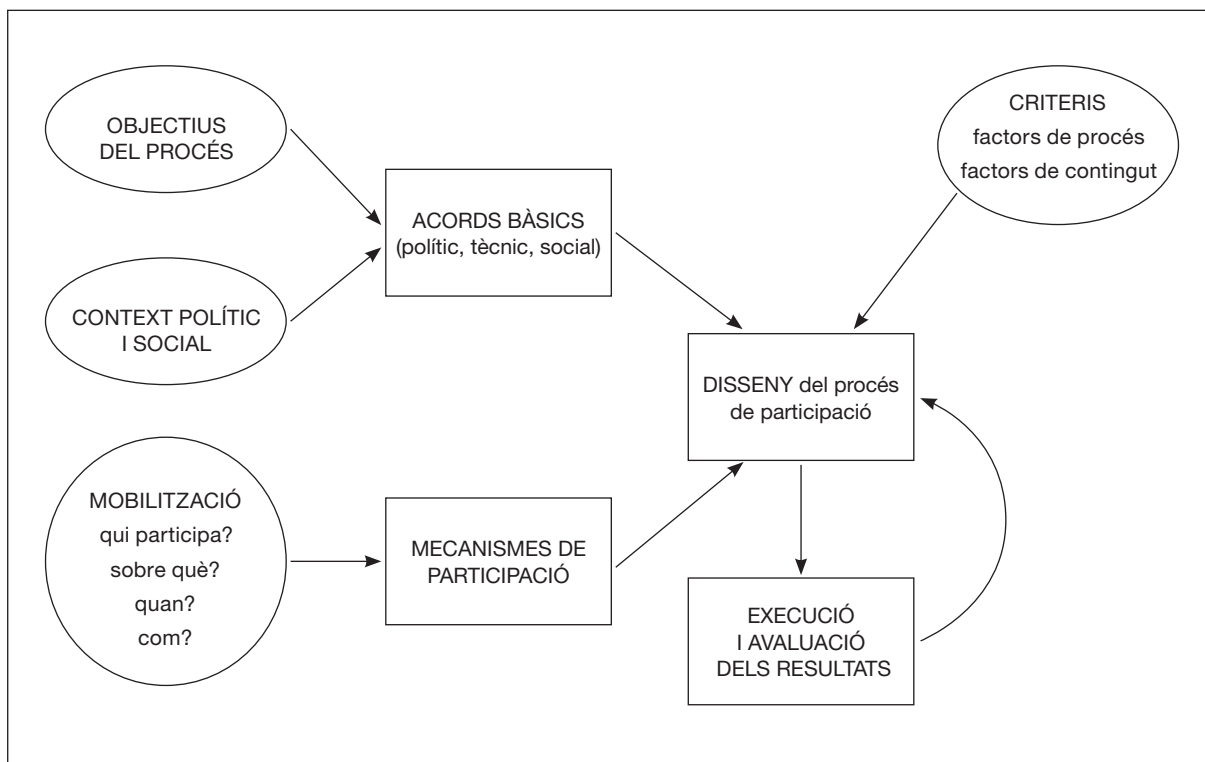 OBJECTIUS
DEL PROCÉS
CONTEXT POLÍTIC
I SOCIAL
ACORDS BÀSICS
(polític, tècnic, social)
CRITERIS
factors de procés
factors de contingut
MOBILITZACIÓ
qui participa?
sobre què?
quan?
com?
MECANISMES DE
PARTICIPACIÓ
DISSENY del procés
de participació
EXECUCIÓ
I AVALUACIÓ
DELS RESULTATS